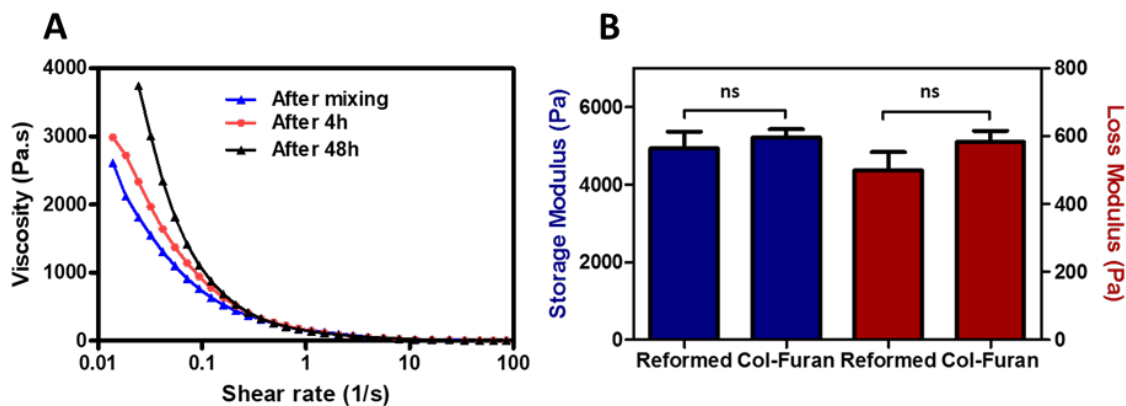 A
Viscosity (Pa.s)
4000
3000
2000
1000
0
0.01 0.1 1 10 100
Shear rate (1/s)
After mixing
After 4h
After 48h
B
Storage Modulus (Pa)
6000
4000
2000
0
ns ns
Reformed Col-Furan Reformed Col-Furan
800
600
400
200
0
Loss Modulus (Pa)